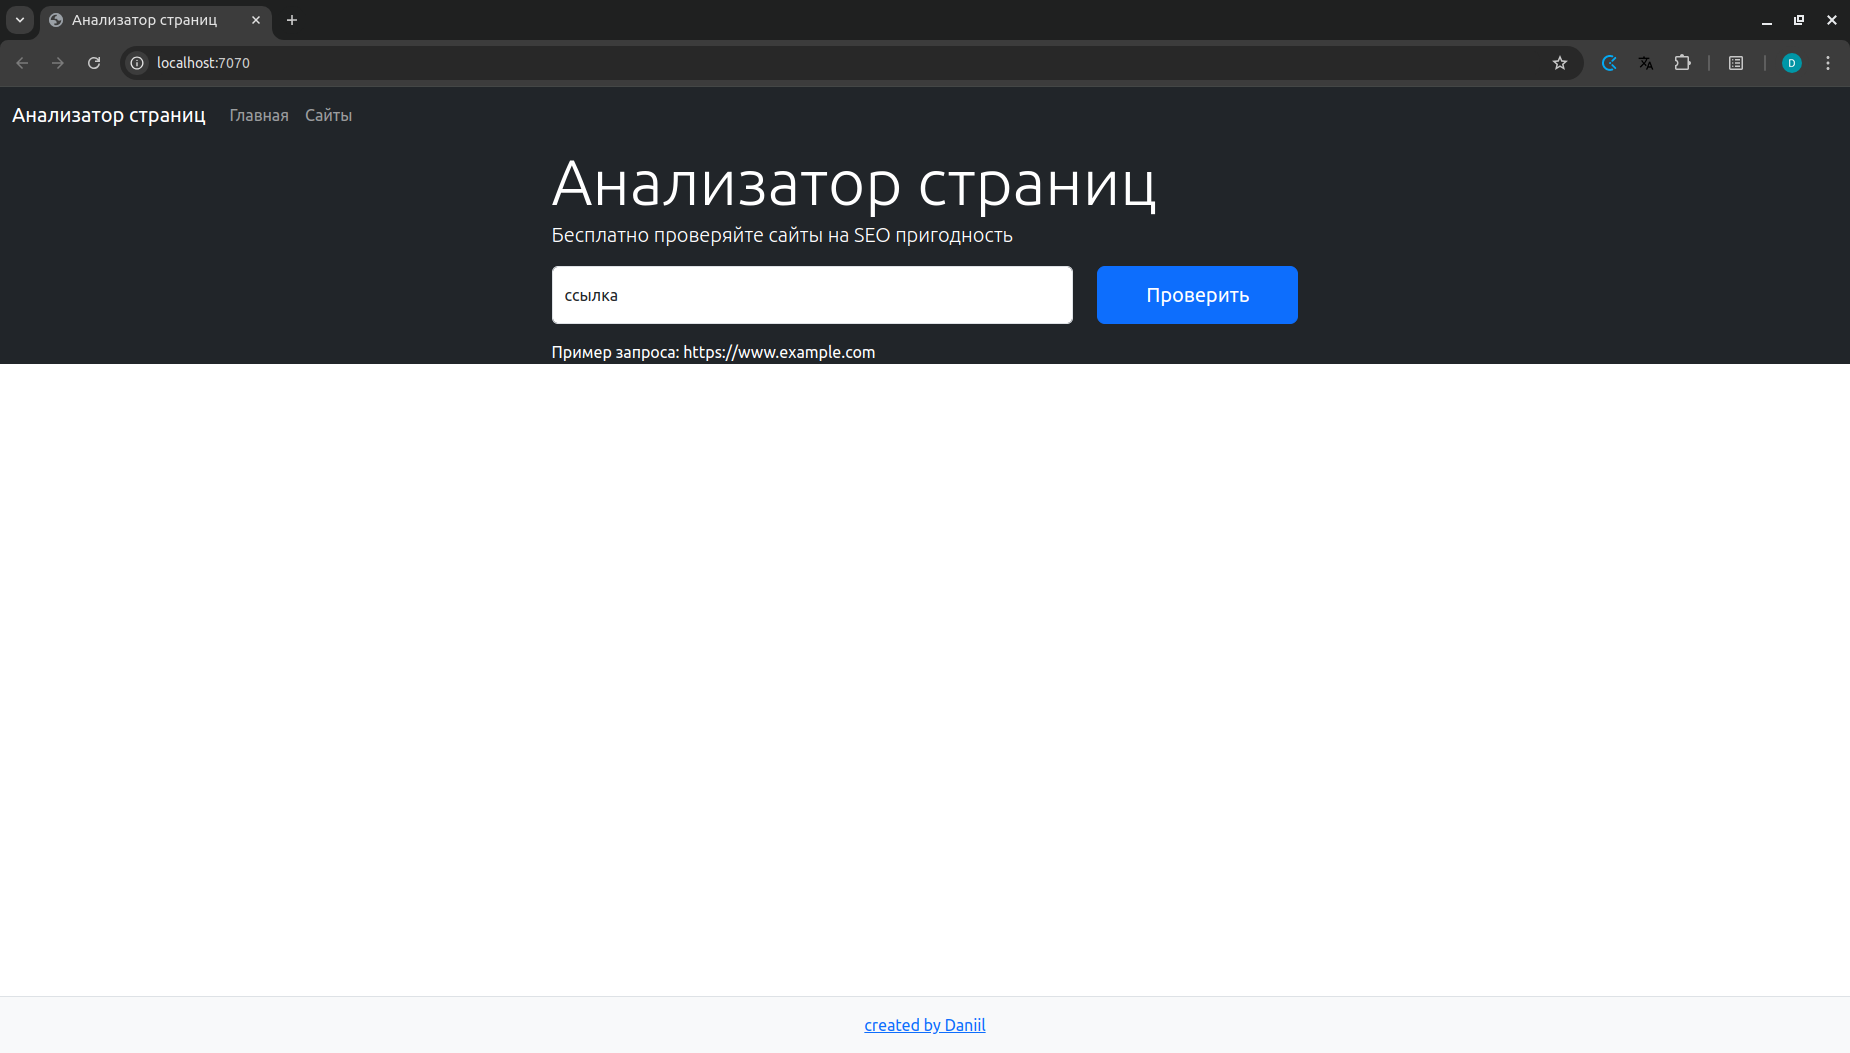 Анализатор страниц
localhost:7070
D
Анализатор страниц Главная Сайты
Анализатор страниц
Бесплатно проверяйте сайты на SEO пригодность
ссылка Проверить
Пример запроса: https://www.example.com
created by Daniil